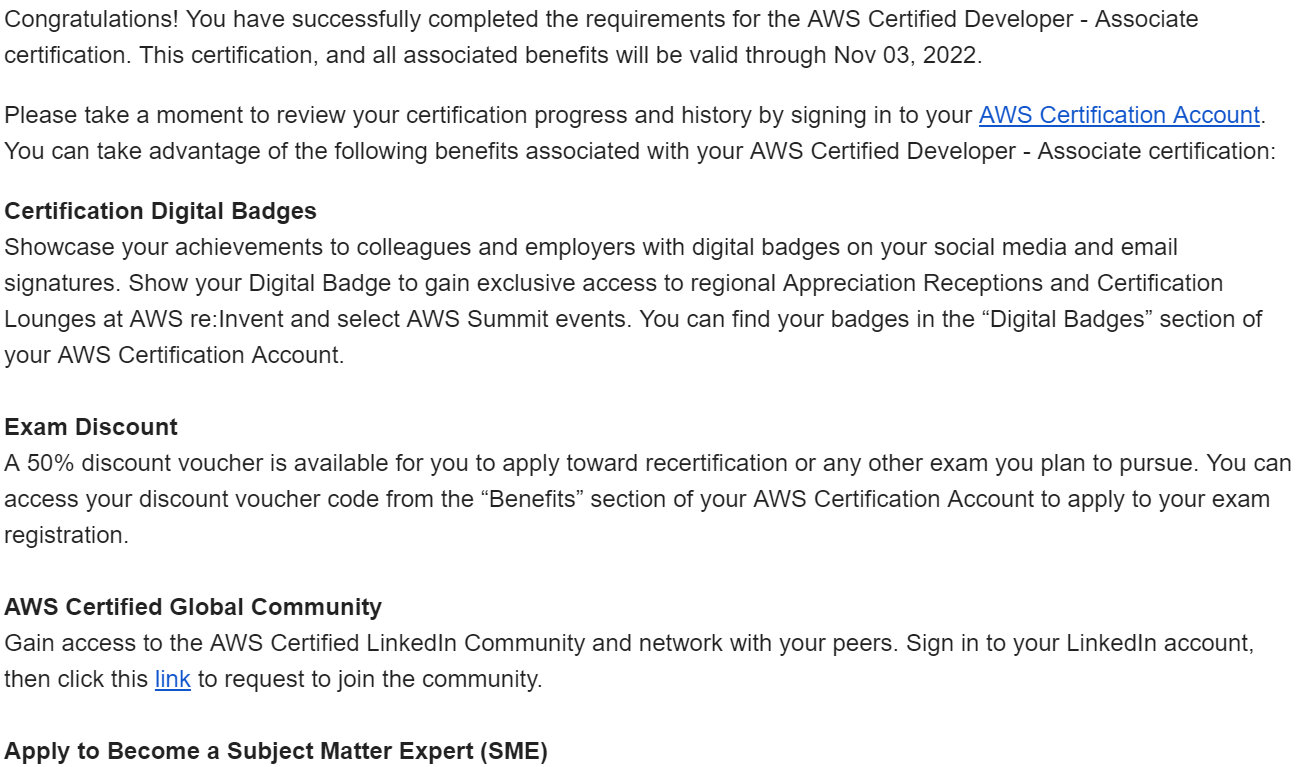 Congratulations! You have successfully completed the requirements for the AWS Certified Developer - Associate
certification. This certification, and all associated benefits will be valid through Nov 03, 2022.
Please take a moment to review your certification progress and history by signing in to your AWS Certification Account.
You can take advantage of the following benefits associated with your AWS Certified Developer - Associate certification:
Certification Digital Badges
Showcase your achievements to colleagues and employers with digital badges on your social media and email
signatures. Show your Digital Badge to gain exclusive access to regional Appreciation Receptions and Certification
Lounges at AWS re:Invent and select AWS Summit events. You can find your badges in the “Digital Badges” section of
your AWS Certification Account.
Exam Discount
A 50% discount voucher is available for you to apply toward recertification or any other exam you plan to pursue. You can
access your discount voucher code from the “Benefits” section of your AWS Certification Account to apply to your exam
registration.
AWS Certified Global Community
Gain access to the AWS Certified LinkedIn Community and network with your peers. Sign in to your LinkedIn account,
then click this link to request to join the community.
Apply to Become a Subject Matter Expert (SME)